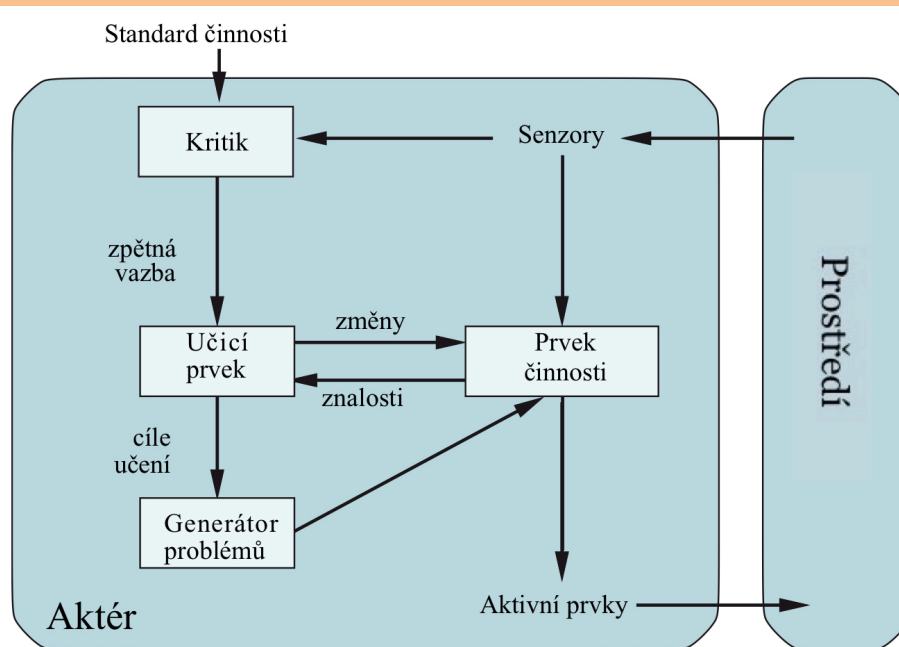 Standard činnosti
Kritik
Senzory
zpětná
vazba
Učicí
prvek
změny
znalosti
Prvek
činnosti
cíle
učení
Generátor
problémů
Aktivní prvky
Aktér
Prostředí